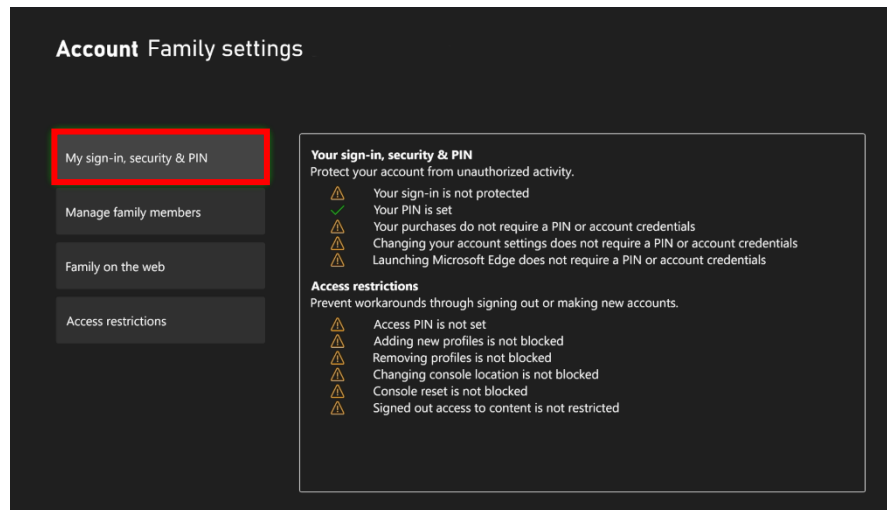 Account Family settings
My sign-in, security & PIN
Manage family members
Family on the web
Access restrictions
Your sign-in, security & PIN
Protect your account from unauthorized activity.
Your sign-in is not protected
Your PIN is set
Your purchases do not require a PIN or account credentials
Changing your account settings does not require a PIN or account credentials
Launching Microsoft Edge does not require a PIN or account credentials
Access restrictions
Prevent workarounds through signing out or making new accounts.
Access PIN is not set
Adding new profiles is not blocked
Removing profiles is not blocked
Changing console location is not blocked
Console reset is not blocked
Signed out access to content is not restricted